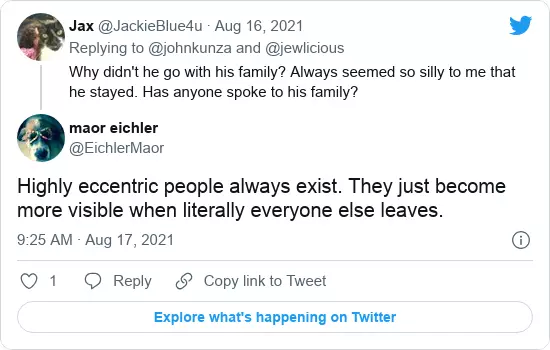 Jax @JackieBlue4u · Aug 16, 2021
Replying to @johnkunza and @jewlicious
Why didn't he go with his family? Always seemed so silly to me that
he stayed. Has anyone spoke to his family?
maor eichler
@EichlerMaor
Highly eccentric people always exist. They just become
more visible when literally everyone else leaves.
9:25 AM · Aug 17, 2021
1 Reply Copy link to Tweet
Explore what's happening on Twitter